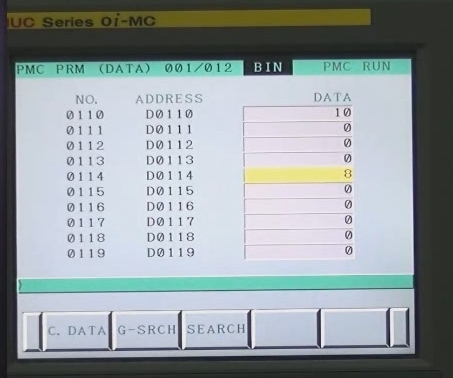 UC Series 0i-MC
PMC PRM (DATA) 001/012 BIN PMC RUN
NO. ADDRESS DATA
0110 D0110 10
0111 D0111 0
0112 D0112 0
0113 D0113 0
0114 D0114 8
0115 D0115 0
0116 D0116 0
0117 D0117 0
0118 D0118 0
0119 D0119 0
)
C. DATA G-SRCH SEARCH